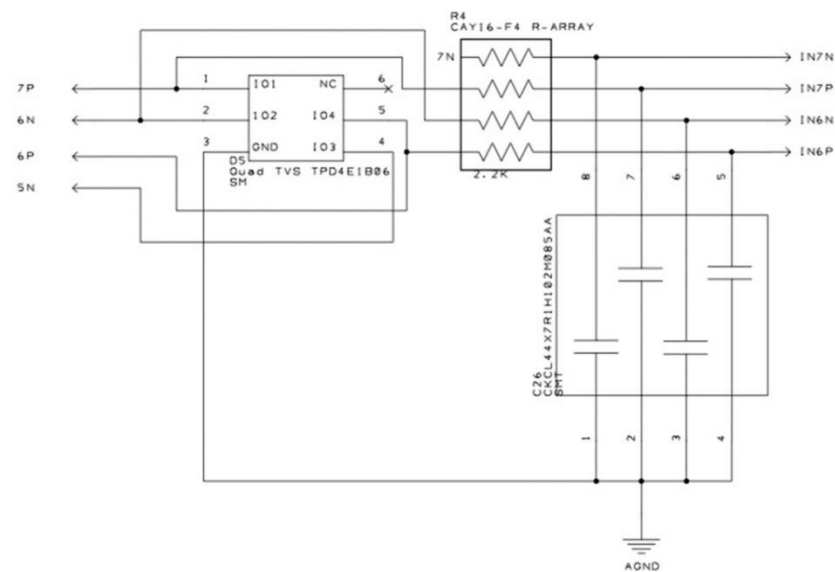 R4
CAY16-F4 R-ARRAY
7N
IN7N
7P
1
IO1
NC
6
IN7P
6N
2
IO2
IO4
5
IN6N
6P
3
GND
IO3
4
IN6P
5N
D5
Quad TVS TPD4E1B06
SM
2.2K
8
7
6
5
C26
CKCL44X7R1H102M085AA
SMT
1
2
3
4
AGND